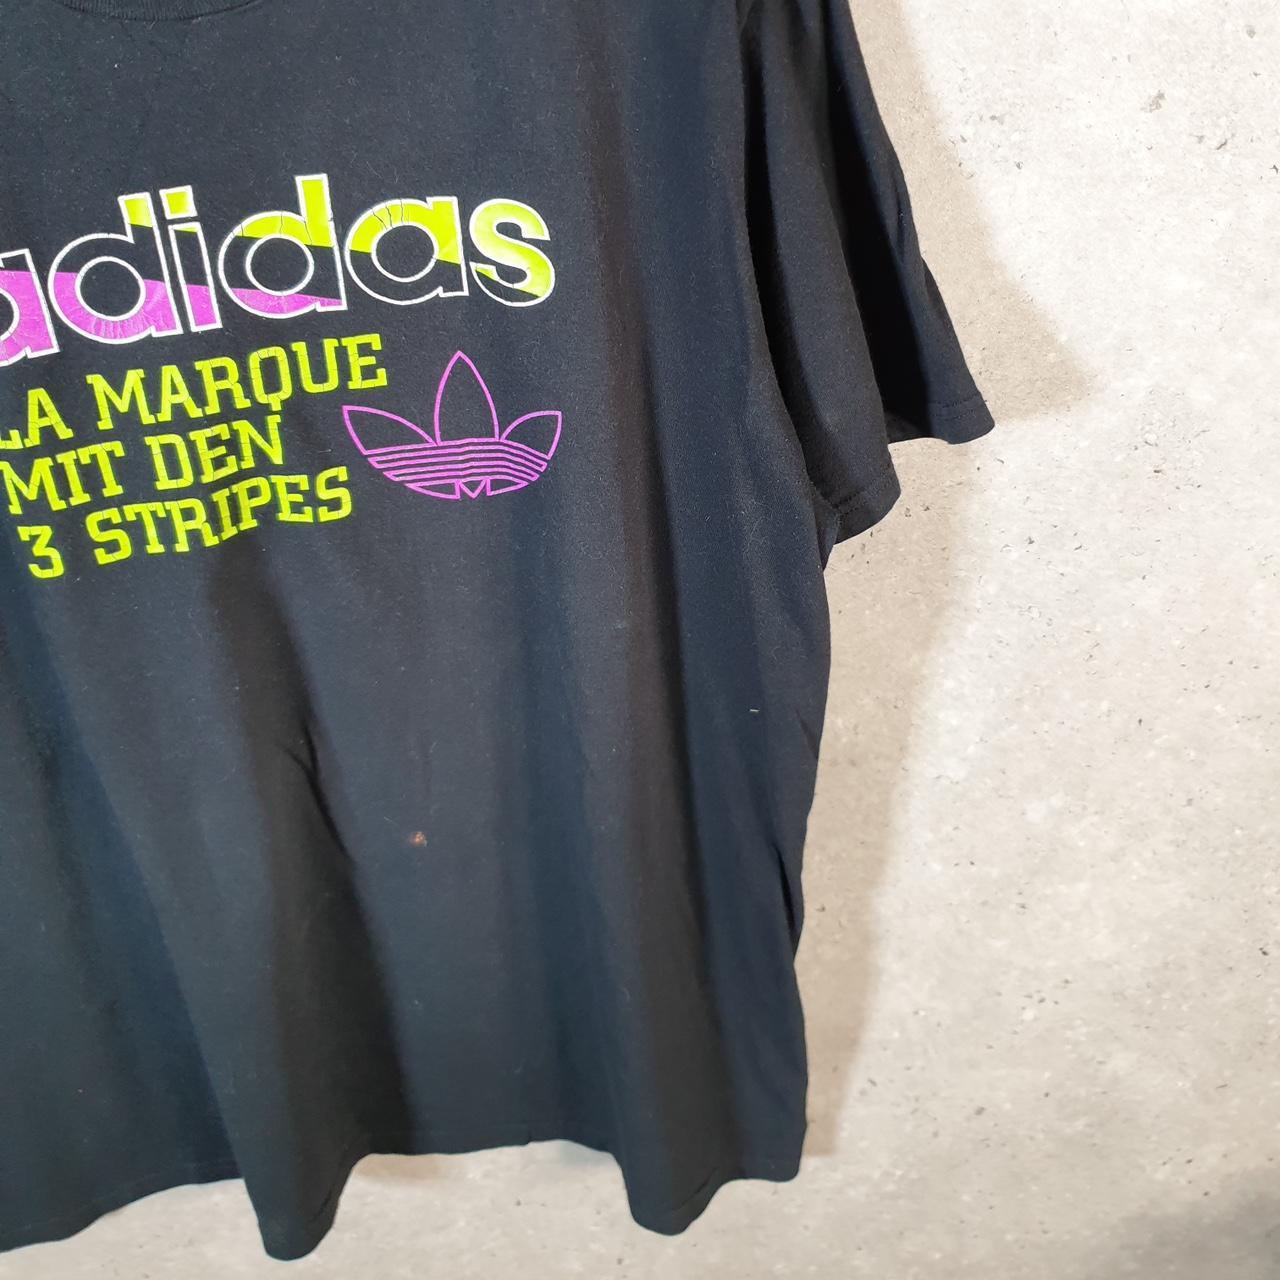 adidas
LA MARQUE
MIT DEN
3 STRIPES